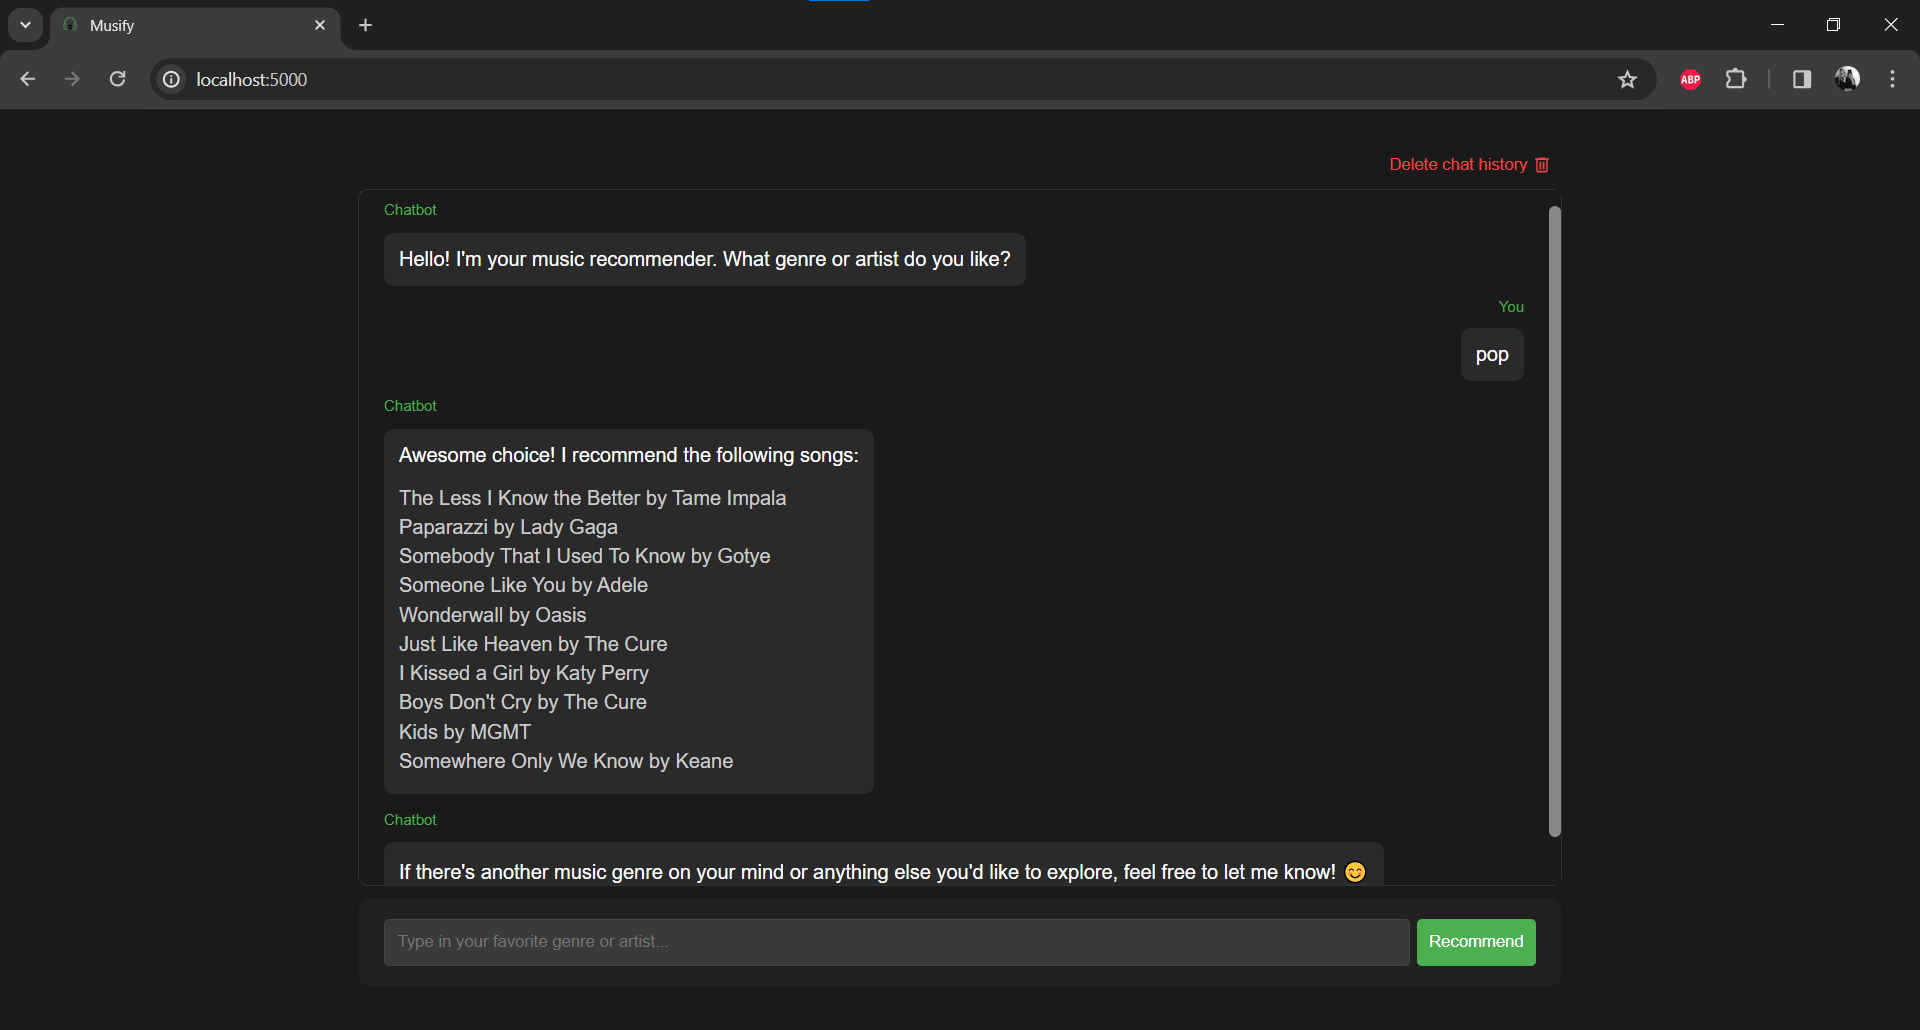 Musify
localhost:5000
ABP
Delete chat history
Chatbot
Hello! I'm your music recommender. What genre or artist do you like?
You
pop
Chatbot
Awesome choice! I recommend the following songs:
The Less I Know the Better by Tame Impala
Paparazzi by Lady Gaga
Somebody That I Used To Know by Gotye
Someone Like You by Adele
Wonderwall by Oasis
Just Like Heaven by The Cure
I Kissed a Girl by Katy Perry
Boys Don't Cry by The Cure
Kids by MGMT
Somewhere Only We Know by Keane
Chatbot
If there's another music genre on your mind or anything else you'd like to explore, feel free to let me know! 😊
Type in your favorite genre or artist...
Recommend